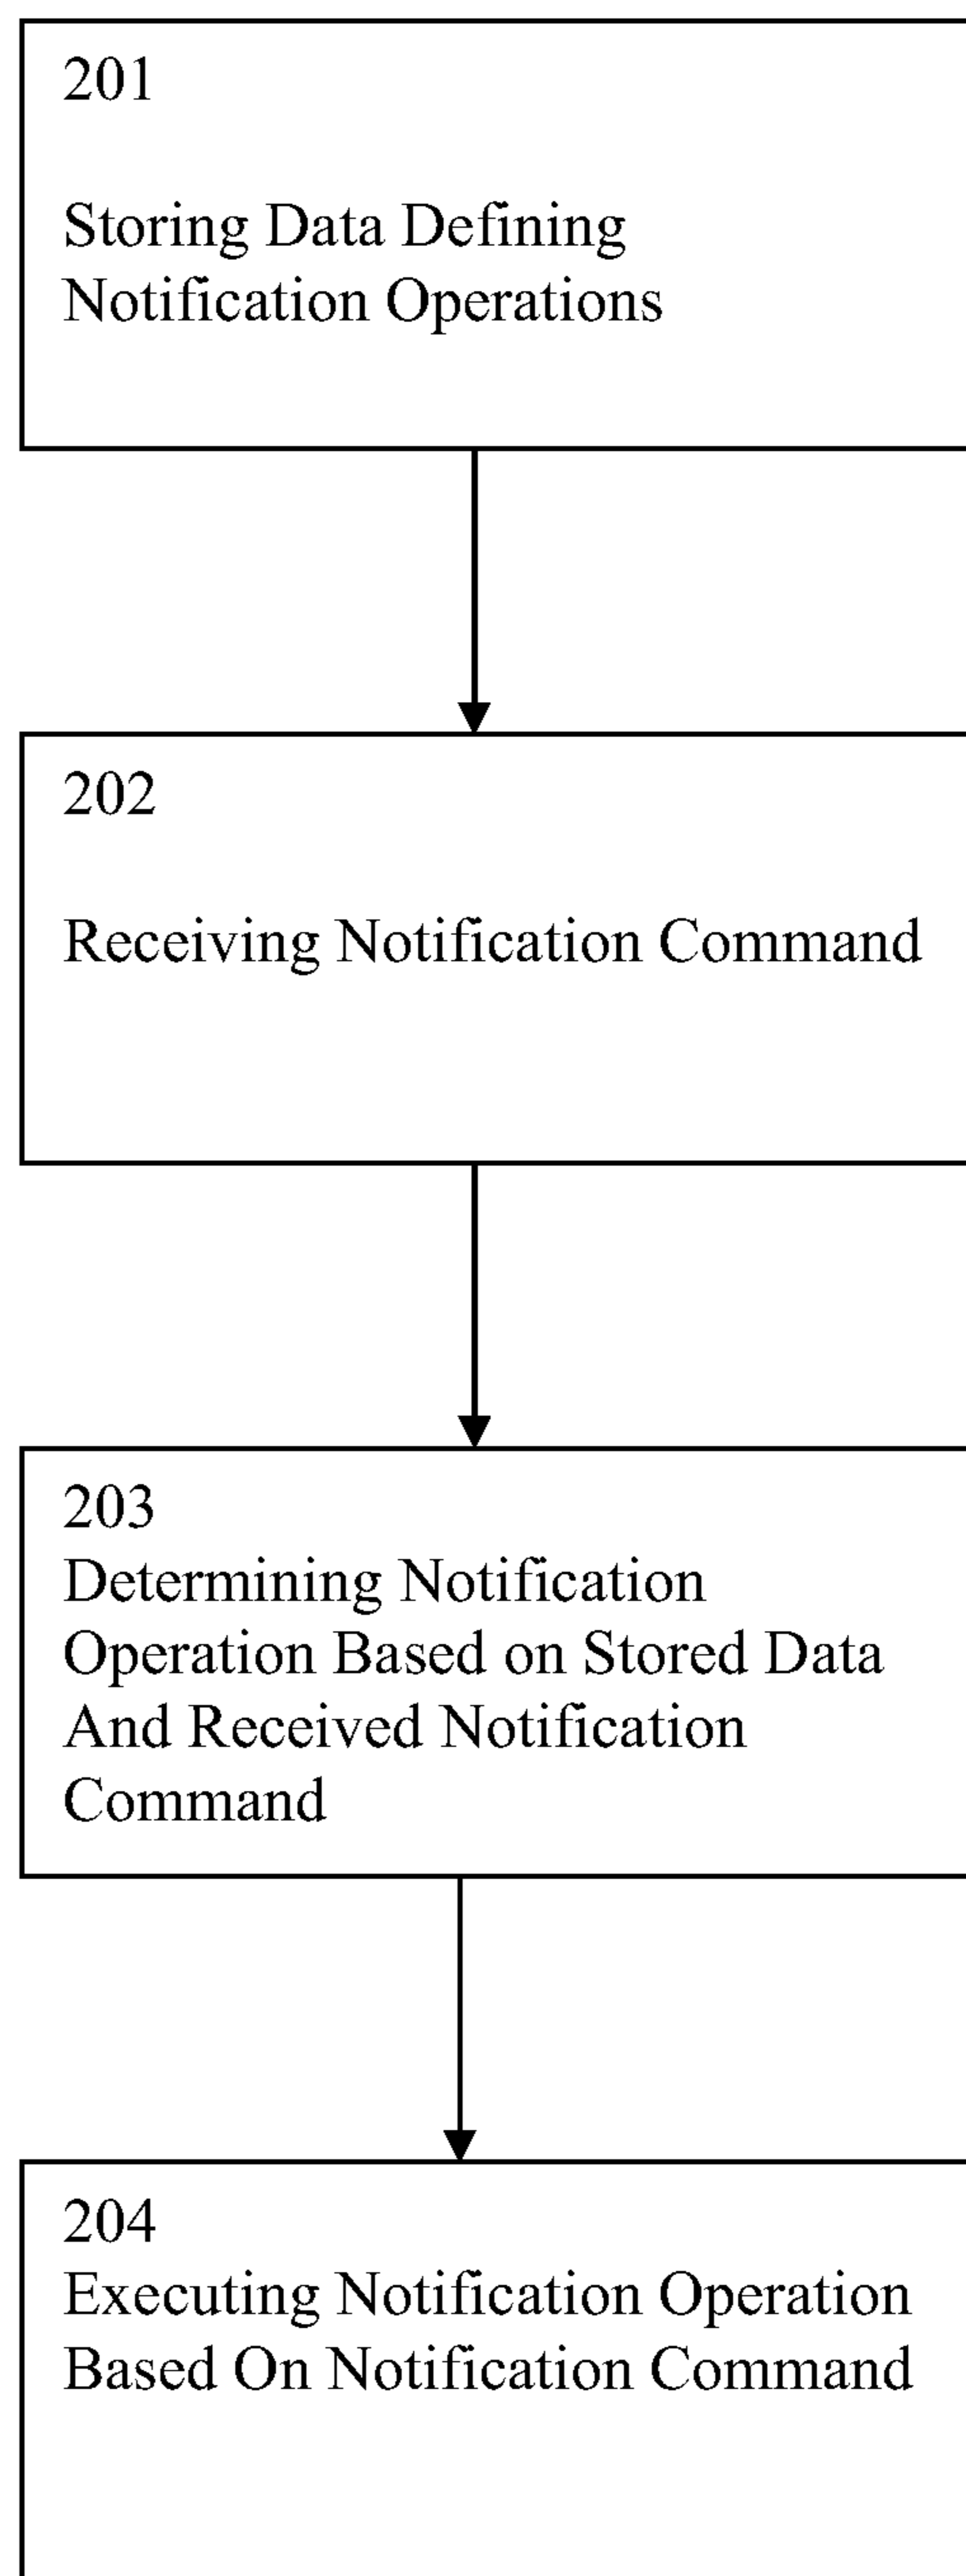 201
Storing Data Defining
Notification Operations
202
Receiving Notification Command
203
Determining Notification
Operation Based on Stored Data
And Received Notification
Command
204
Executing Notification Operation
Based On Notification Command